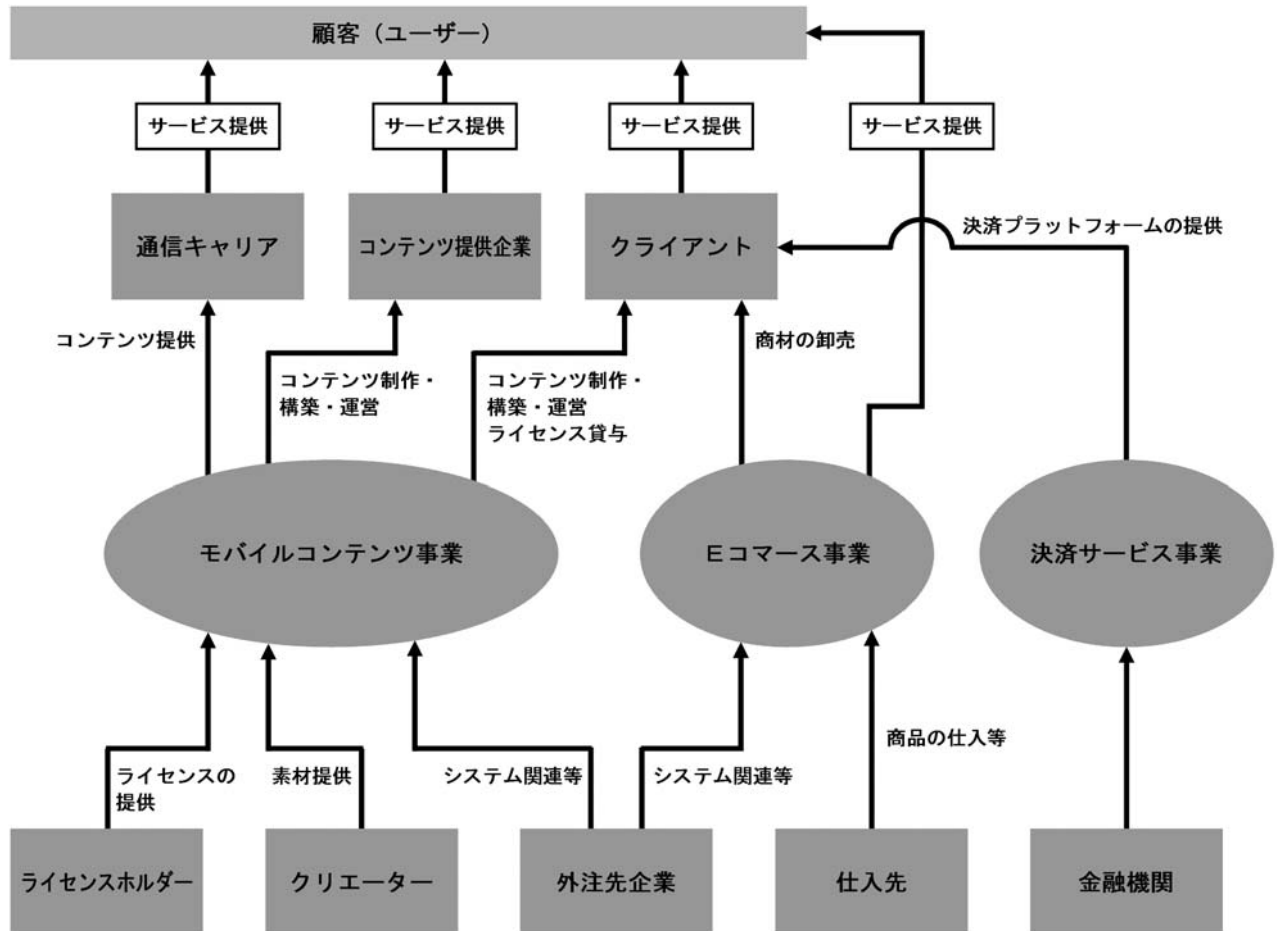 顧客（ユーザー）
サービス提供
サービス提供
サービス提供
サービス提供
通信キャリア
コンテンツ提供企業
クライアント
決済プラットフォームの提供
コンテンツ提供
コンテンツ制作・
構築・運営
コンテンツ制作・
構築・運営
ライセンス貸与
商材の卸売
モバイルコンテンツ事業
Ｅコマース事業
決済サービス事業
ライセンスの
提供
素材提供
システム関連等
システム関連等
商品の仕入等
ライセンスホルダー
クリエーター
外注先企業
仕入先
金融機関